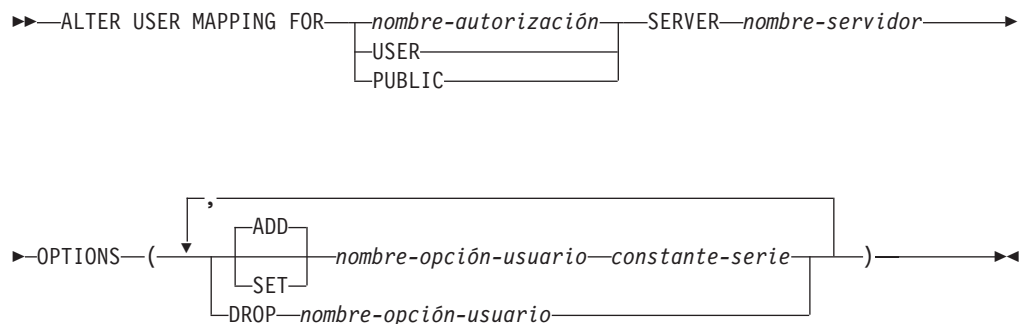 ALTER USER MAPPING FOR nombre-autorización SERVER nombre-servidor
USER
PUBLIC
,
ADD
OPTIONS ( nombre-opción-usuario constante-serie )
SET
DROP nombre-opción-usuario